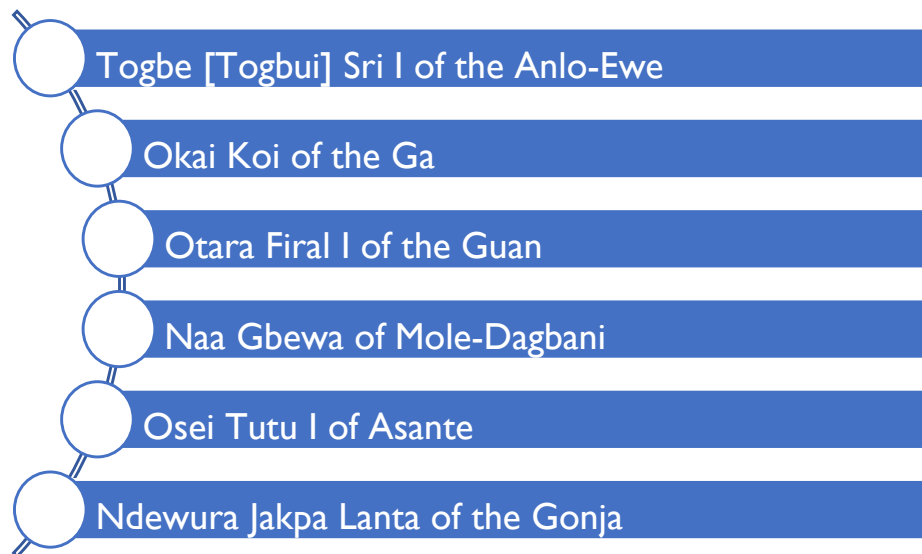 Togbe [Togbui] Sri I of the Anlo-Ewe
Okai Koi of the Ga
Otara Firal I of the Guan
Naa Gbewa of Mole-Dagbani
Osei Tutu I of Asante
Ndewura Jakpa Lanta of the Gonja